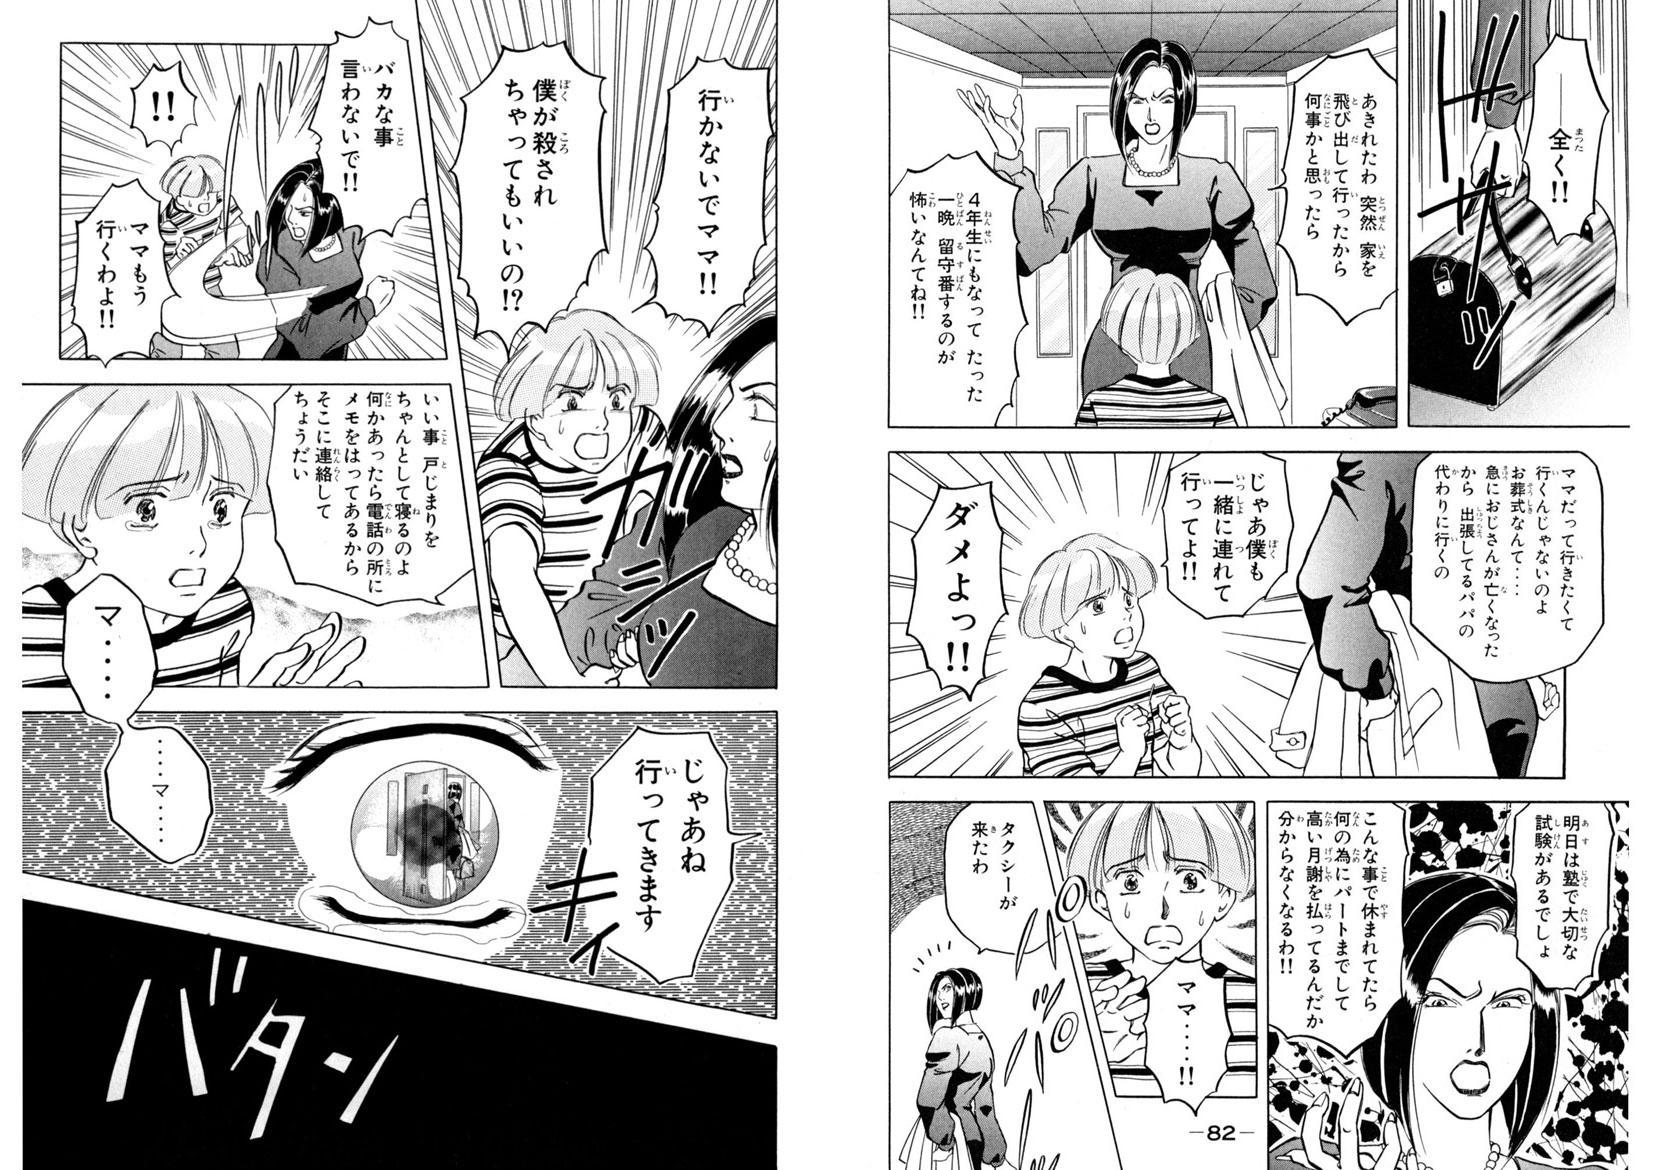 全く!!
ギギッ
あきれたわ 突然 家を
飛び出して行ったから
何事かと思ったら
4年生にもなって たった
一晩 留守番するのが
怖いなんてね!!
ママだって行きたくて
行くんじゃないのよ
お葬式なんて‥‥
急におじさんが亡くなった
から 出張してるパパの
代わりに行くの
じゃあ僕も
一緒に連れて
行ってよ!!
ダメよっ!!
明日は塾で大切な
試験があるでしょ
こんな事で休まれてたら
何の為にパートまでして
高い月謝を払ってるんだか
分からなくなるわ!!
ママ‥‥!!
パパーッ
タクシーが
来たわ
—82—
行かないでママ!!
僕が殺され
ちゃってもいいの!?
ガシッ
バカな事
言わないで!!
!!
ママもう
行くわよ!!
いい事 戸じまりを
ちゃんとして寝るのよ
何かあったら電話の所に
メモをはってあるから
そこに連絡して
ちょうだい
マ‥‥
‥‥マ‥‥
じゃあね
行ってきます
キィ
バタン